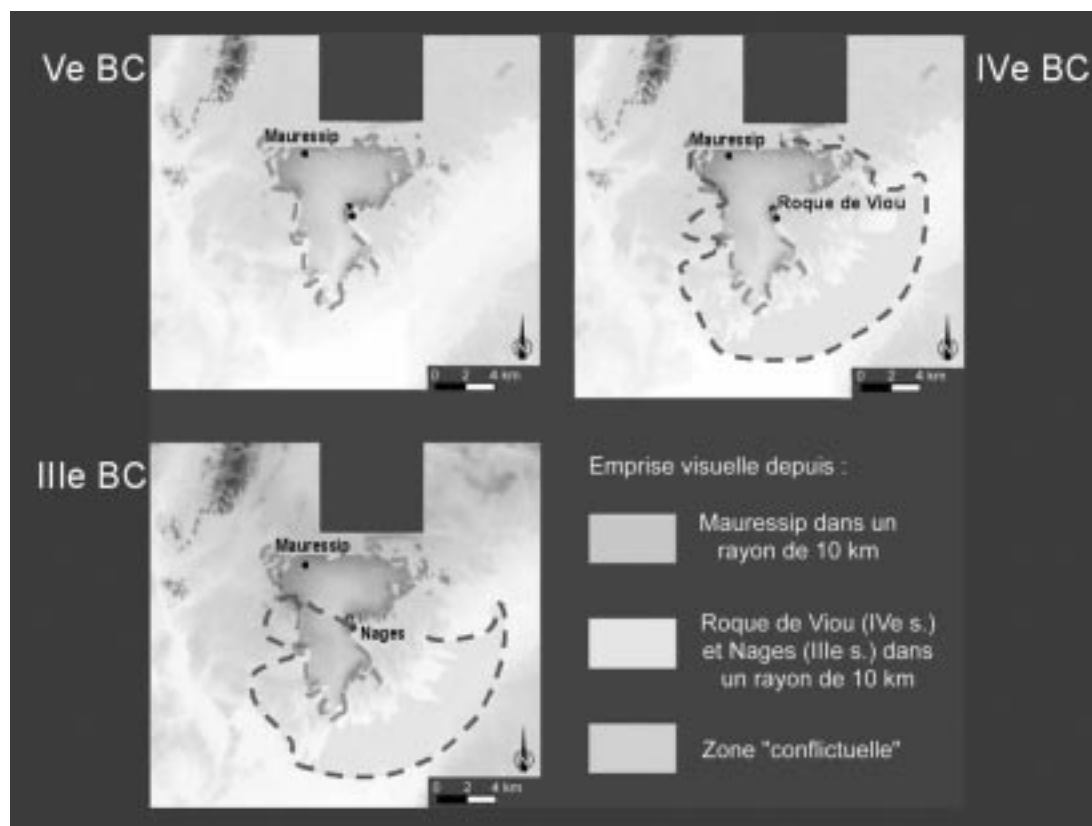 Ve BC
Mauressip
N
0 2 4 km
IVe BC
Mauressip
Roque de Viou
N
0 2 4 km
IIIe BC
Mauressip
Nages
N
0 2 4 km
Emprise visuelle depuis :
Mauressip dans un
rayon de 10 km
Roque de Viou (IVe s.)
et Nages (IIIe s.) dans
un rayon de 10 km
Zone "conflictuelle"